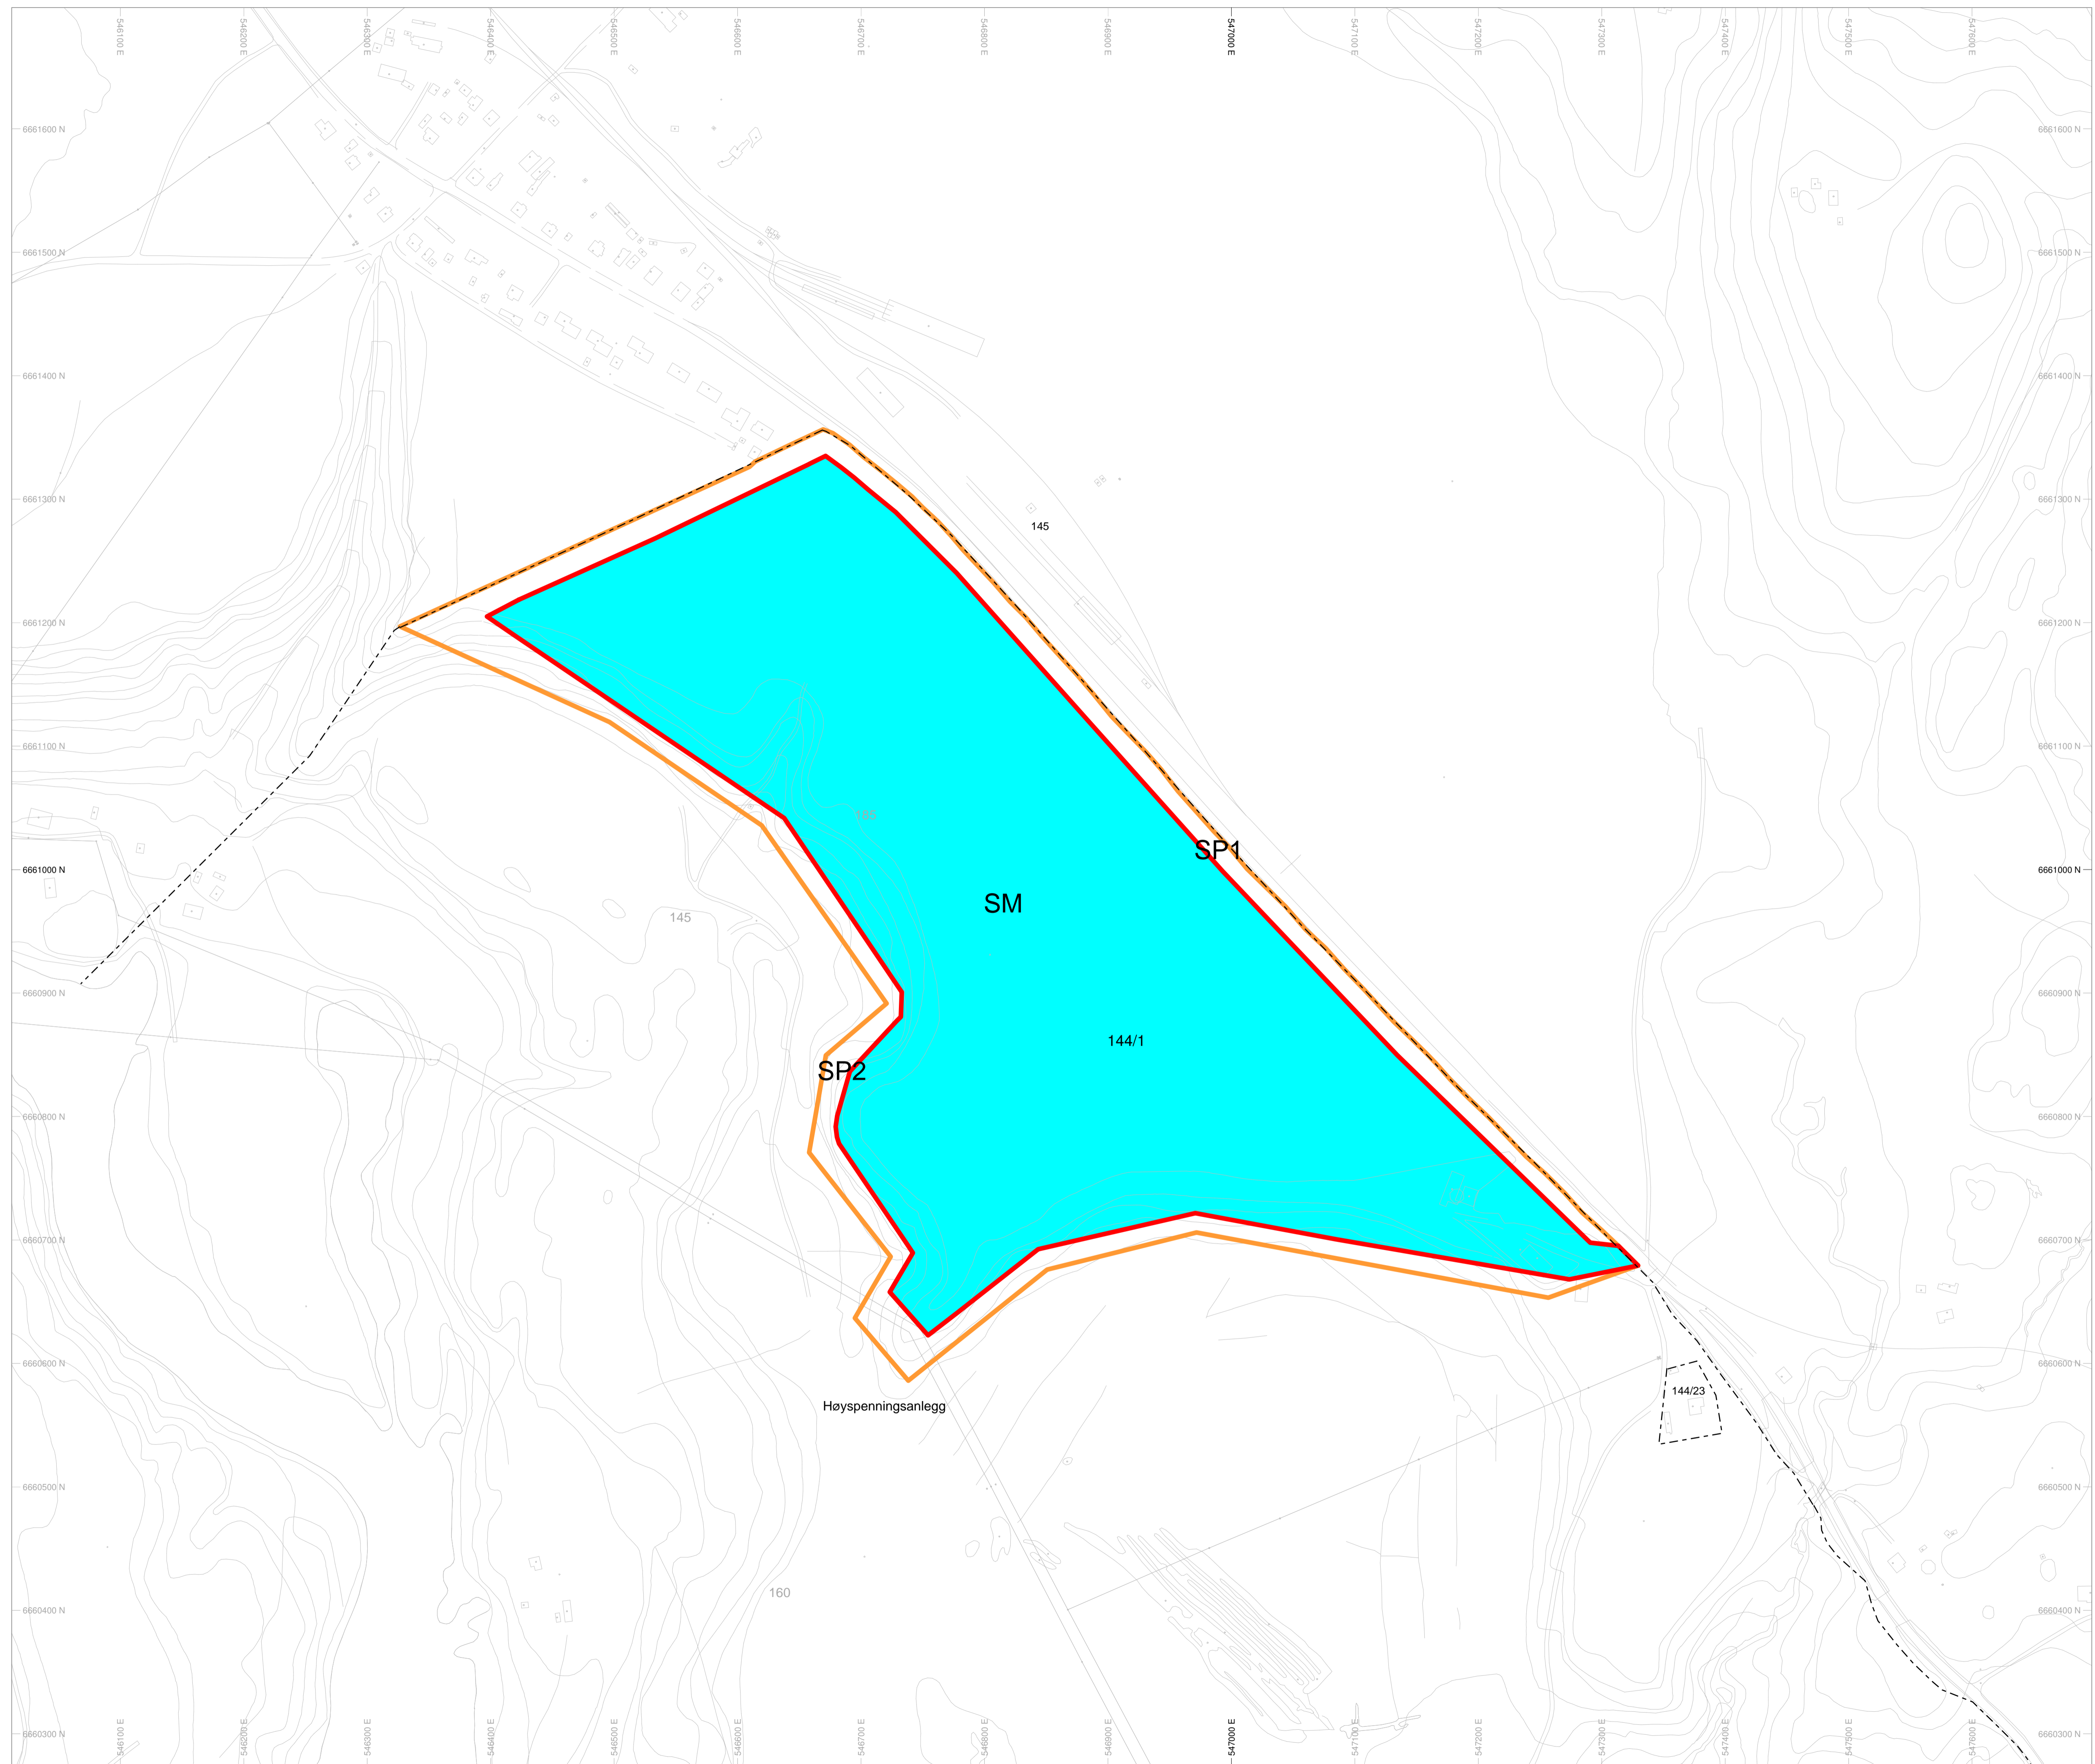 546100 E
546200 E
546300 E
546400 E
546500 E
546600 E
546700 E
546800 E
546900 E
547000 E
547100 E
547200 E
547300 E
547400 E
547500 E
547600 E
6661600 N
6661600 N
6661500 N
6661500 N
6661400 N
6661400 N
6661300 N
6661300 N
145
6661200 N
6661200 N
6661100 N
6661100 N
185
SP1
6661000 N
6661000 N
SM
145
6660900 N
6660900 N
144/1
SP2
6660800 N
6660800 N
6660700 N
6660700 N
6660600 N
6660600 N
144/23
Høyspenningsanlegg
6660500 N
6660500 N
160
6660400 N
6660400 N
6660300 N
6660300 N
546100 E
546200 E
546300 E
546400 E
546500 E
546600 E
546700 E
546800 E
546900 E
547000 E
547100 E
547200 E
547300 E
547400 E
547500 E
547600 E